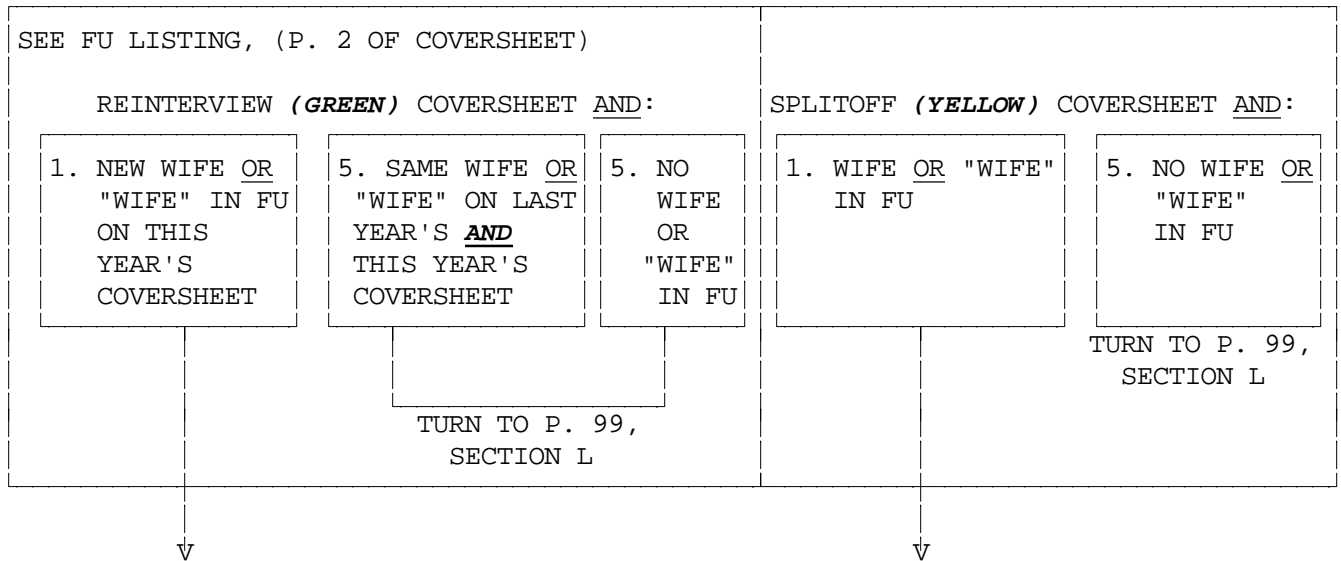 SEE FU LISTING, (P. 2 OF COVERSHEET)
REINTERVIEW (GREEN) COVERSHEET AND:
1. NEW WIFE OR
"WIFE" IN FU
ON THIS
YEAR'S
COVERSHEET
5. SAME WIFE OR
"WIFE" ON LAST
YEAR'S AND
THIS YEAR'S
COVERSHEET
5. NO
WIFE
OR
"WIFE"
IN FU
TURN TO P. 99,
SECTION L
SPLITOFF (YELLOW) COVERSHEET AND:
1. WIFE OR "WIFE"
IN FU
5. NO WIFE OR
"WIFE"
IN FU
TURN TO P. 99,
SECTION L
V
V